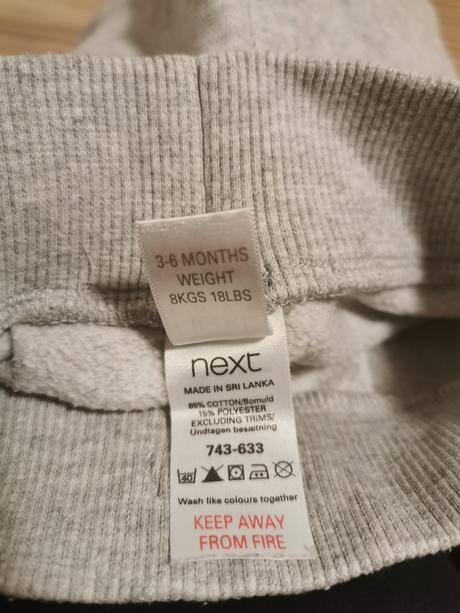 3-6 MONTHS
WEIGHT
8KGS 18LBS
next
MADE IN SRI LANKA
85% COTTON/Bomuld
15% POLYESTER
EXCLUDING TRIMS/
Undtagen besætning
743-633
40
Wash like colours together
KEEP AWAY
FROM FIRE